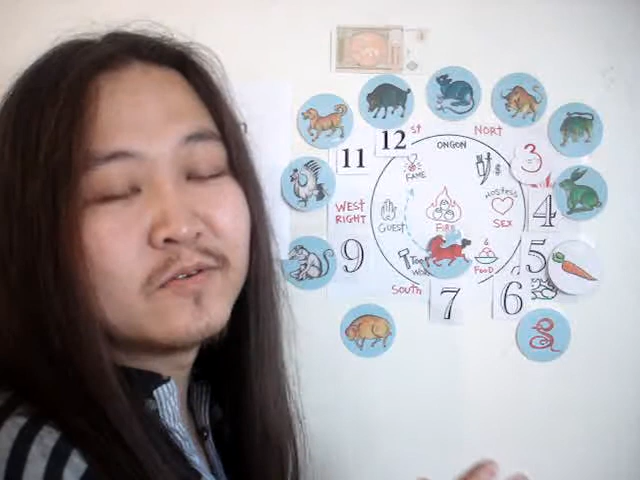 st
NORT
ONGON
12
11
3
FAME
$
HOSTESS
WEST
RIGHT
GUEST
FIRE
SEX
4
9
5
FOOD
SOUTH
7
6